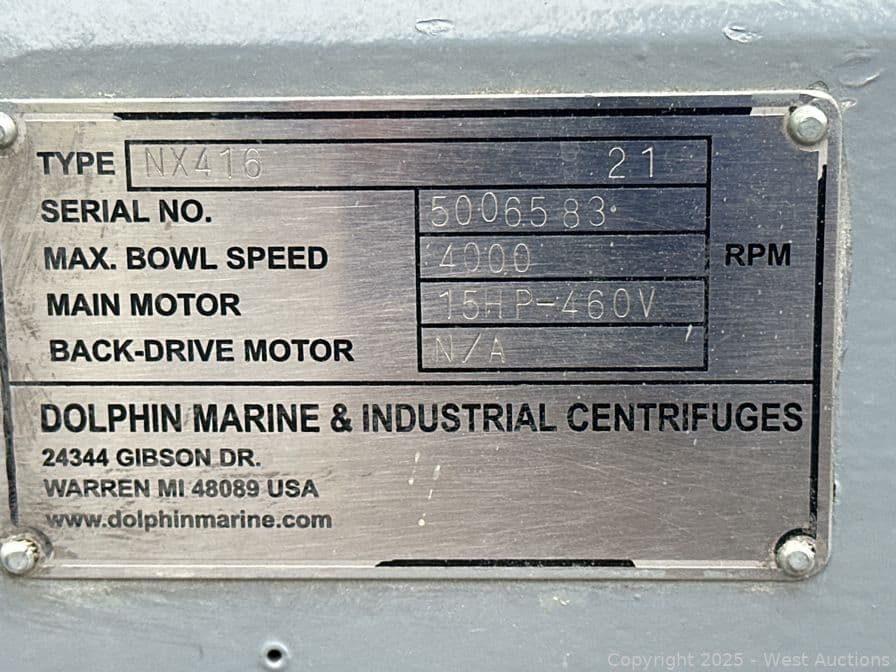 TYPE NX416 21
SERIAL NO. 5006583
MAX. BOWL SPEED 4000 RPM
MAIN MOTOR 15HP-460V
BACK-DRIVE MOTOR N/A
DOLPHIN MARINE & INDUSTRIAL CENTRIFUGES
24344 GIBSON DR.
WARREN MI 48089 USA
www.dolphinmarine.com
Copyright 2025 - West Auctions